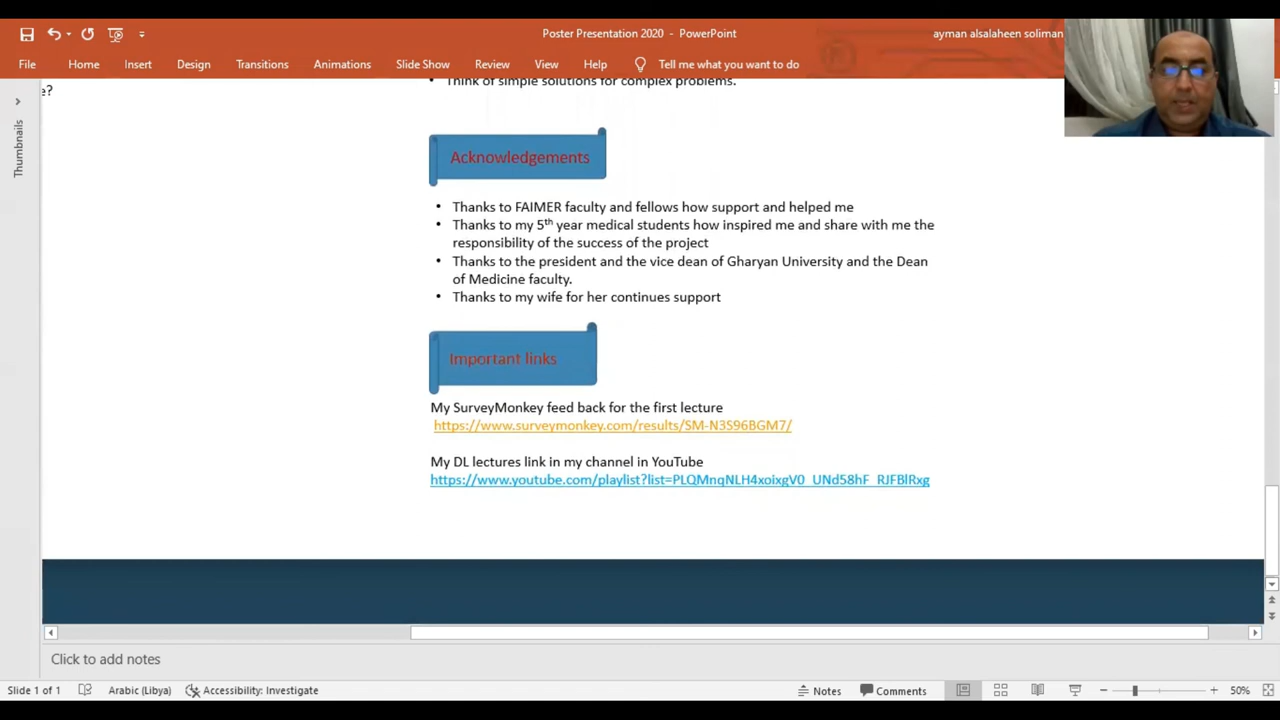 Poster Presentation 2020 - PowerPoint
ayman alsalaheen soliman
File Home Insert Design Transitions Animations Slide Show Review View Help Tell me what you want to do
e?
• Think of simple solutions for complex problems.
Thumbnails
Acknowledgements
• Thanks to FAIMER faculty and fellows how support and helped me
• Thanks to my 5th year medical students how inspired me and share with me the
responsibility of the success of the project
• Thanks to the president and the vice dean of Gharyan University and the Dean
of Medicine faculty.
• Thanks to my wife for her continues support
Important links
My SurveyMonkey feed back for the first lecture
https://www.surveymonkey.com/results/SM-N3S96BGM7/
My DL lectures link in my channel in YouTube
https://www.youtube.com/playlist?list=PLQMnqNLH4xoixgV0_UNd58hF_RJFBlRxg
Click to add notes
Slide 1 of 1 Arabic (Libya) Accessibility: Investigate Notes Comments 50%